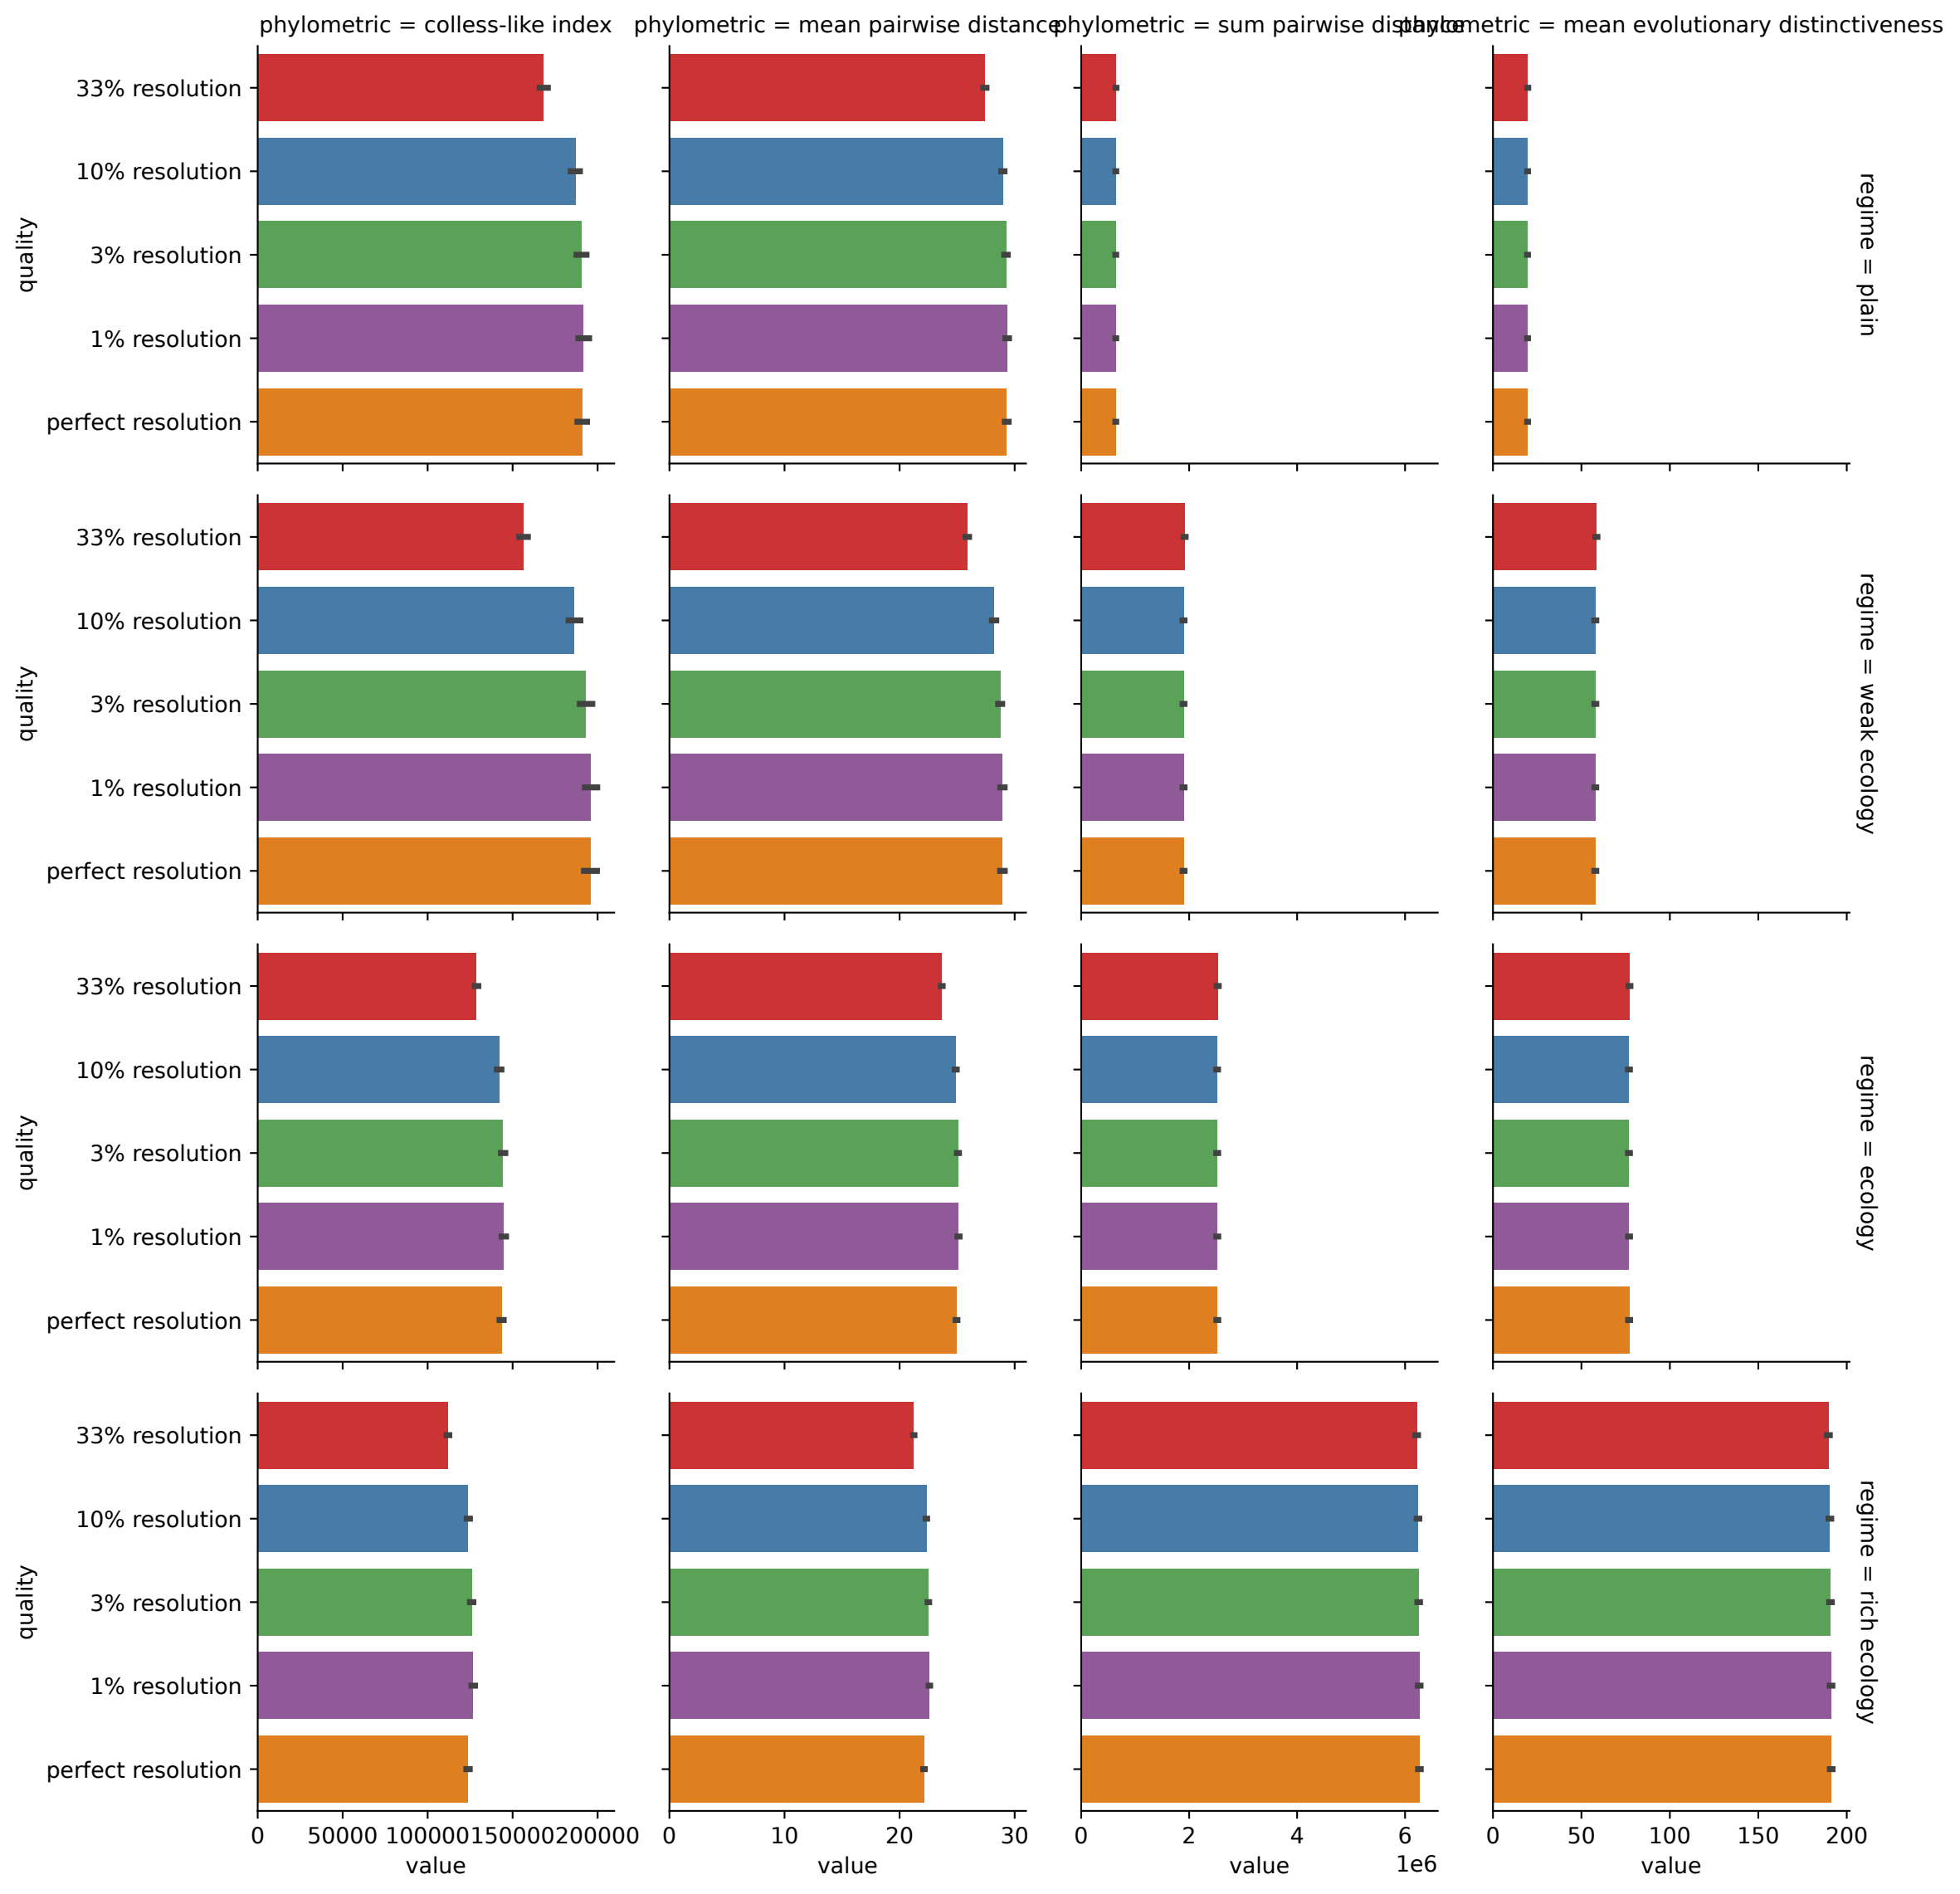 phylometric = colless-like index
phylometric = mean pairwise distance
phylometric = sum pairwise distance
phylometric = mean evolutionary distinctiveness
quality
33% resolution
10% resolution
3% resolution
1% resolution
perfect resolution
regime = plain
quality
33% resolution
10% resolution
3% resolution
1% resolution
perfect resolution
regime = weak ecology
quality
33% resolution
10% resolution
3% resolution
1% resolution
perfect resolution
regime = ecology
quality
33% resolution
10% resolution
3% resolution
1% resolution
perfect resolution
regime = rich ecology
0 50000 100000 150000 200000
value
0 10 20 30
value
0 2 4 6
1e6
value
0 50 100 150 200
value